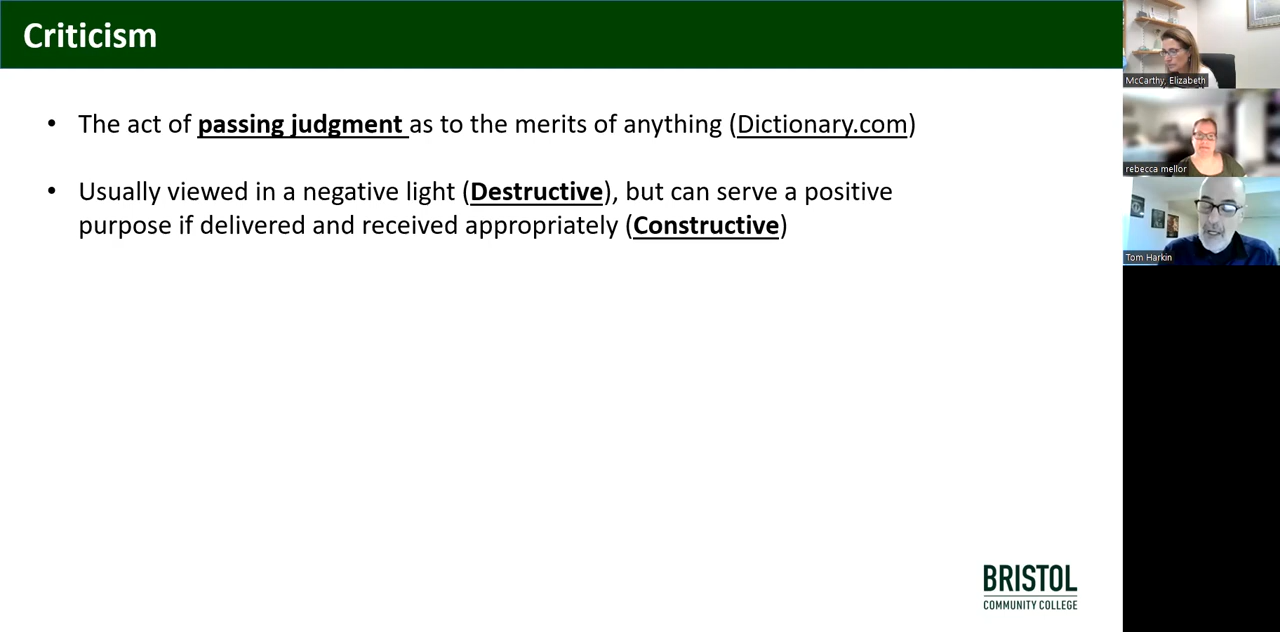 Criticism
• The act of passing judgment as to the merits of anything (Dictionary.com)
• Usually viewed in a negative light (Destructive), but can serve a positive
purpose if delivered and received appropriately (Constructive)
BRISTOL
COMMUNITY COLLEGE
McCarthy, Elizabeth
rebecca mellor
Tom Harkin